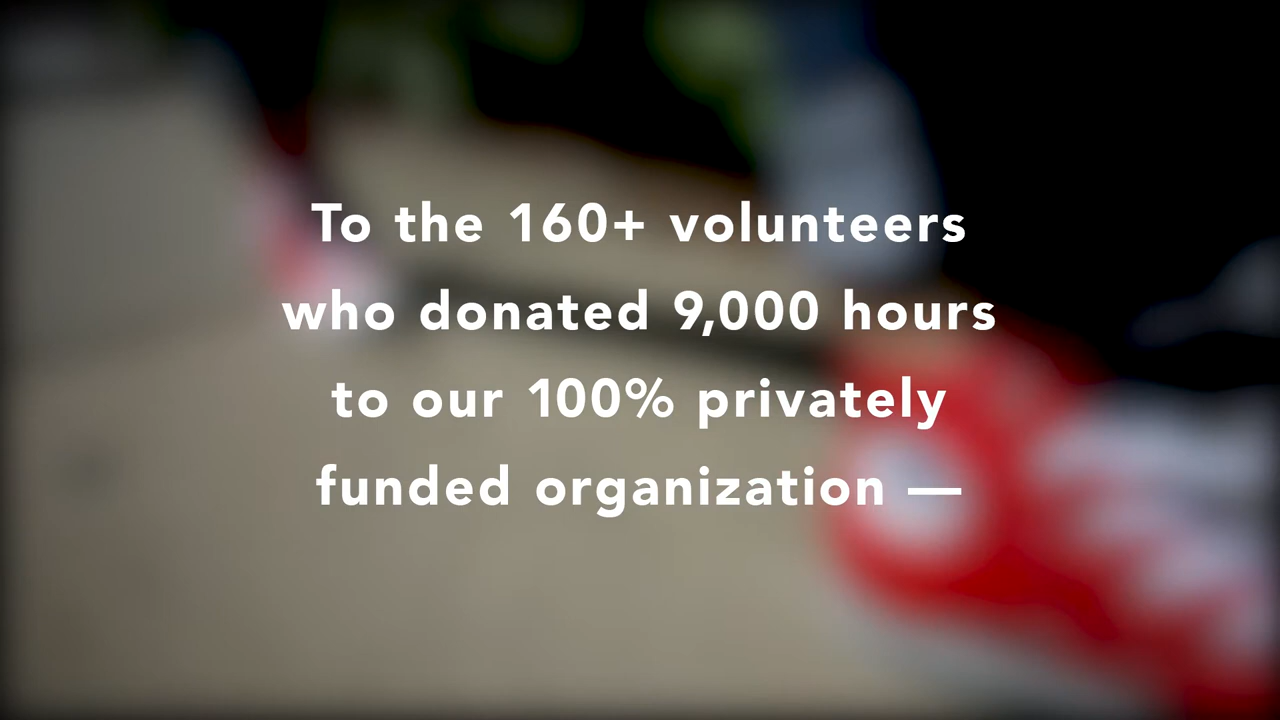 To the 160+ volunteers
who donated 9,000 hours
to our 100% privately
funded organization —